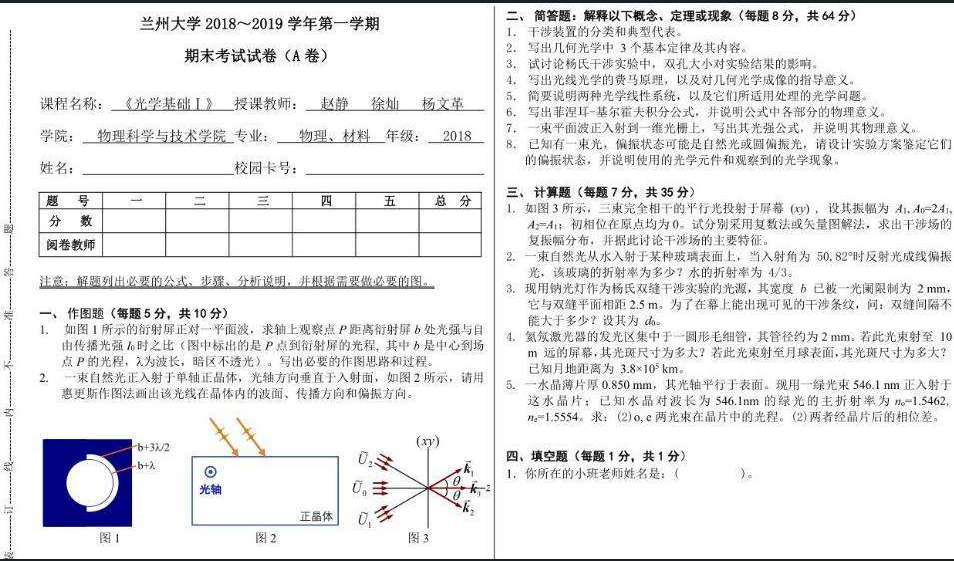 兰州大学 2018～2019 学年第一学期
期末考试试卷（A 卷）
课程名称： 《光学基础Ⅰ》 授课教师： 赵静 徐灿 杨文革
学院： 物理科学与技术学院 专业： 物理、材料 年级： 2018
姓名： 校园卡号：
题 号 一 二 三 四 五 总 分
分 数
阅卷教师
注意：解题列出必要的公式、步骤、分析说明，并根据需要做必要的图。
一、 作图题（每题 5 分，共 10 分）
1. 如图 1 所示的衍射屏正对一平面波，求轴上观察点 P 距离衍射屏 b 处光强与自
由传播光强 I₀时之比（图中标出的是 P 点到衍射屏的光程，其中 b 是中心到场
点 P 的光程，λ为波长，暗区不透光）。写出必要的作图思路和过程。
2. 一束自然光正入射于单轴正晶体，光轴方向垂直于入射面，如图 2 所示，请用
惠更斯作图法画出该光线在晶体内的波面、传播方向和偏振方向。
b+3λ/2
b+λ
图 1
光轴
正晶体
图 2
(xy)
Ũ₂
Ũ₀
Ũ₁
θ
θ
k⃗₁
k⃗₀
z
k⃗₂
图 3
装
订
线
内
不
准
答
题
二、 简答题：解释以下概念、定理或现象（每题 8 分，共 64 分）
1. 干涉装置的分类和典型代表。
2. 写出几何光学中 3 个基本定律及其内容。
3. 试讨论杨氏干涉实验中，双孔大小对实验结果的影响。
4. 写出光线光学的费马原理，以及对几何光学成像的指导意义。
5. 简要说明两种光学线性系统，以及它们所适用处理的光学问题。
6. 写出菲涅耳-基尔霍夫积分公式，并说明公式中各部分的物理意义。
7. 一束平面波正入射到一维光栅上，写出其光强公式，并说明其物理意义。
8. 已知有一束光，偏振状态可能是自然光或圆偏振光，请设计实验方案鉴定它们
的偏振状态，并说明使用的光学元件和观察到的光学现象。
三、 计算题（每题 7 分，共 35 分）
1. 如图 3 所示，三束完全相干的平行光投射于屏幕 (xy) ，设其振幅为 A₁, A₀=2A₁,
A₂=A₁；初相位在原点均为 0。试分别采用复数法或矢量图解法，求出干涉场的
复振幅分布，并据此讨论干涉场的主要特征。
2. 一束自然光从水入射于某种玻璃表面上，当入射角为 50.82°时反射光成线偏振
光，该玻璃的折射率为多少？水的折射率为 4/3。
3. 现用钠光灯作为杨氏双缝干涉实验的光源，其宽度 b 已被一光阑限制为 2 mm，
它与双缝平面相距 2.5 m。为了在幕上能出现可见的干涉条纹，问：双缝间隔不
能大于多少？设其为 d₀。
4. 氦氖激光器的发光区集中于一圆形毛细管，其管径约为 2 mm。若此光束射至 10
m 远的屏幕，其光斑尺寸为多大？若此光束射至月球表面，其光斑尺寸为多大？
已知月地距离为 3.8×10⁵ km。
5. 一水晶薄片厚 0.850 mm，其光轴平行于表面。现用一绿光束 546.1 nm 正入射于
这水晶片；已知水晶对波长为 546.1nm 的绿光的主折射率为 nₒ=1.5462,
nₑ=1.5554。求：(2) o, e 两光束在晶片中的光程。(2) 两者经晶片后的相位差。
四、填空题（每题 1 分，共 1 分）
1. 你所在的小班老师姓名是：（ ）。